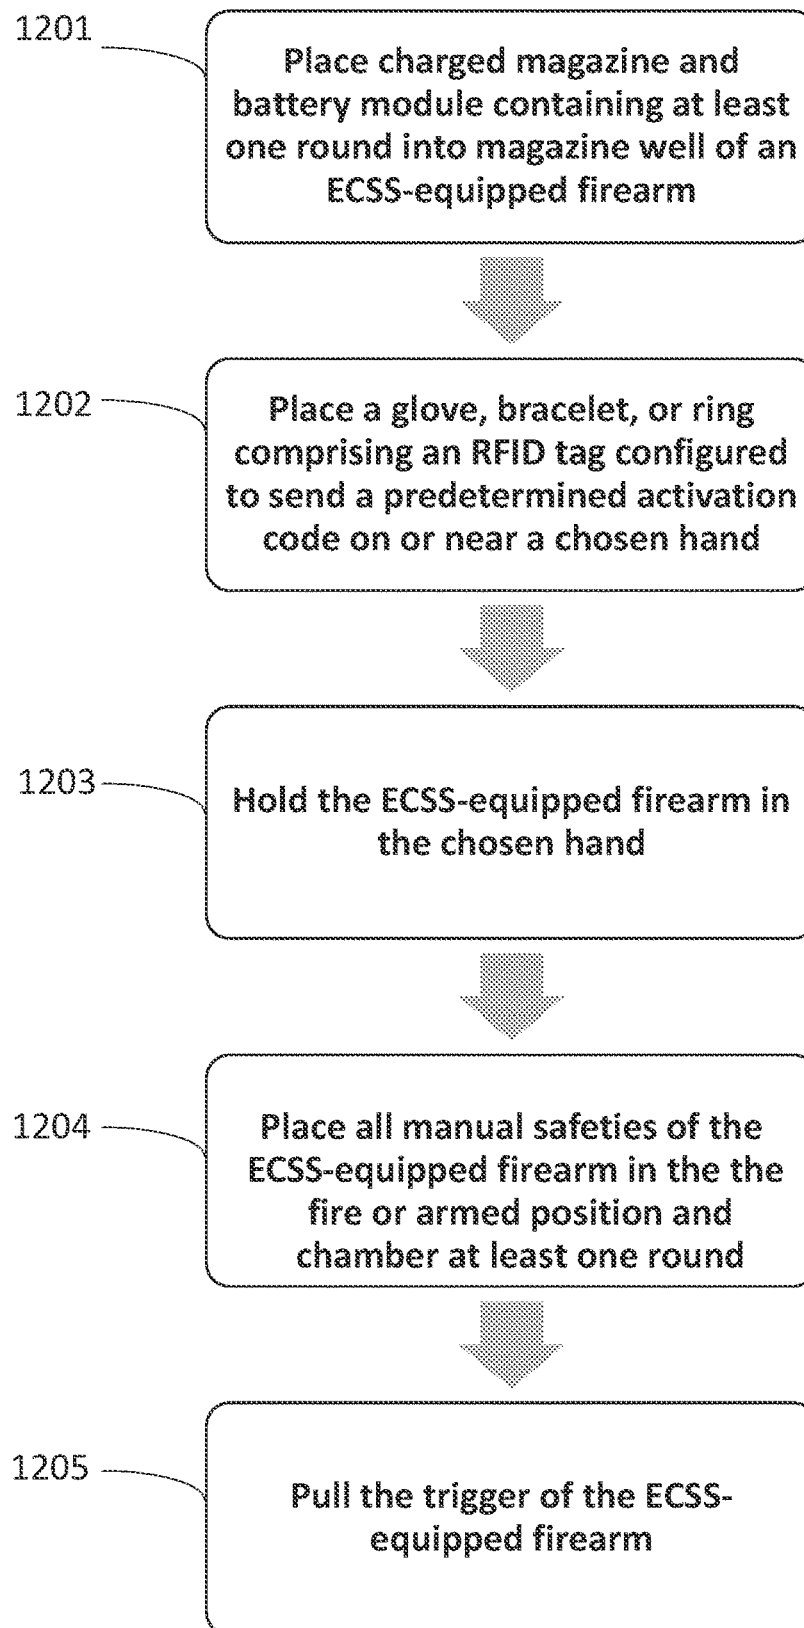 1201
Place charged magazine and
battery module containing at least
one round into magazine well of an
ECSS-equipped firearm
1202
Place a glove, bracelet, or ring
comprising an RFID tag configured
to send a predetermined activation
code on or near a chosen hand
1203
Hold the ECSS-equipped firearm in
the chosen hand
1204
Place all manual safeties of the
ECSS-equipped firearm in the the
fire or armed position and
chamber at least one round
1205
Pull the trigger of the ECSS-
equipped firearm